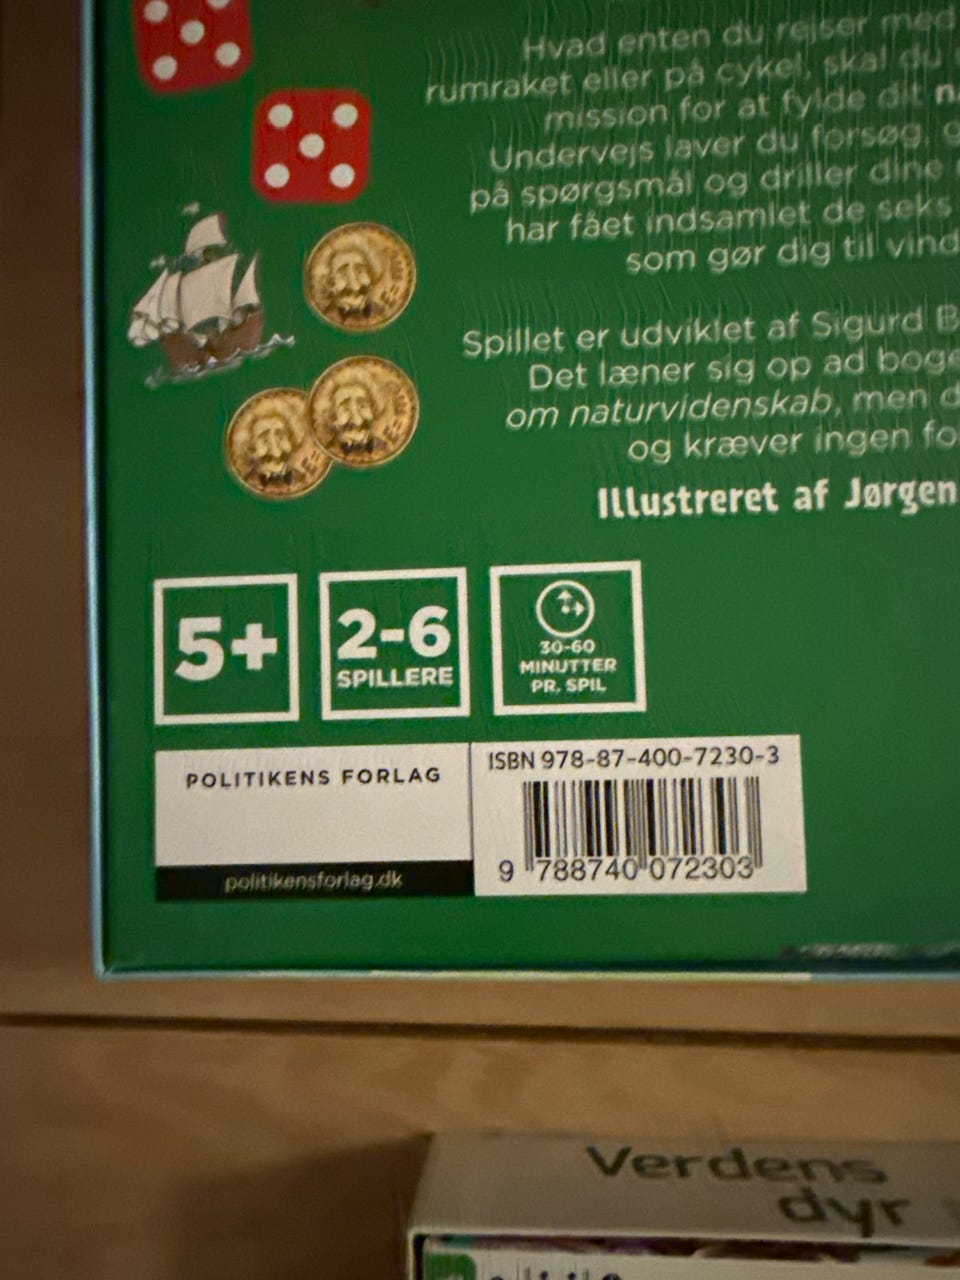 Hvad enten du rejser med
rumraket eller på cykel, skal du
mission for at fylde dit
Undervejs laver du forsøg,
på spørgsmål og driller dine
har fået indsamlet de seks
som gør dig til
Spillet er udviklet af Sigurd
Det læner sig op ad
om naturvidenskab, men
og kræver ingen
Illustreret af Jørgen
5+
2-6
SPILLERE
30-60
MINUTTER
PR. SPIL
POLITIKENS FORLAG
politikensforlag.dk
ISBN 978-87-400-7230-3
9 788740 072303
Verdens
dyr